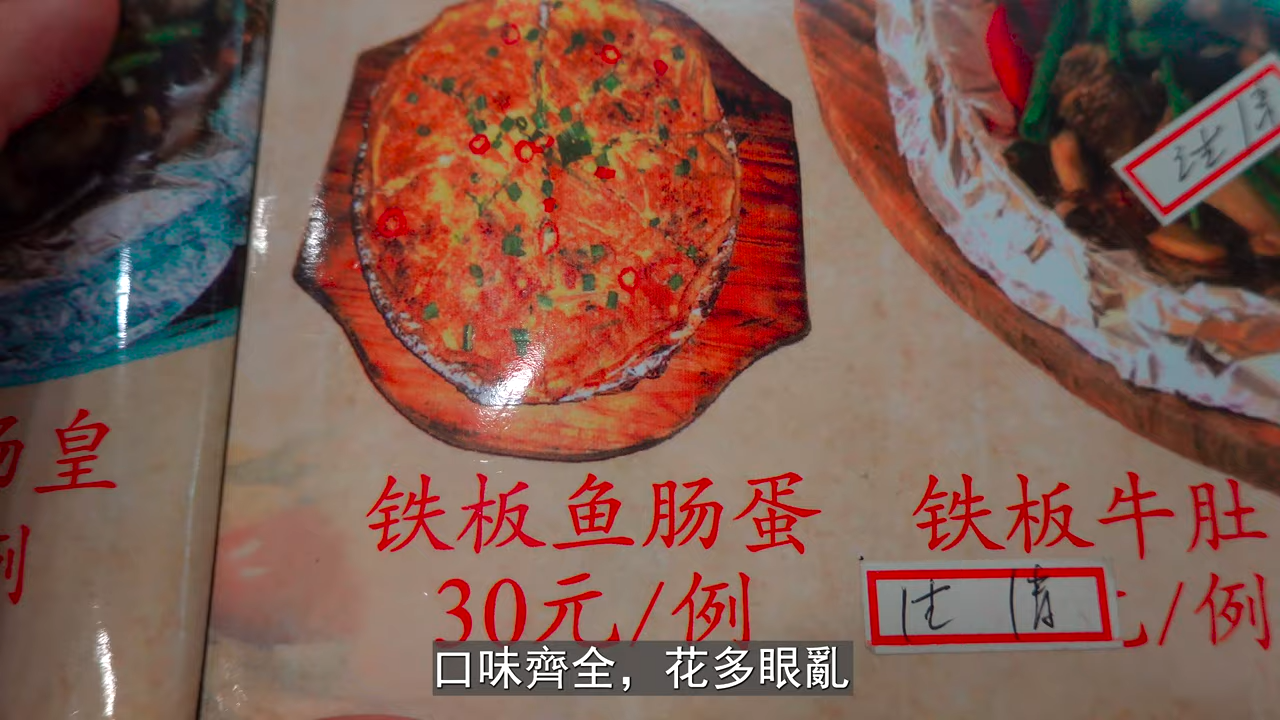 肠皇
例
铁板鱼肠蛋
30元/例
铁板牛肚
/例
口味齊全，花多眼亂